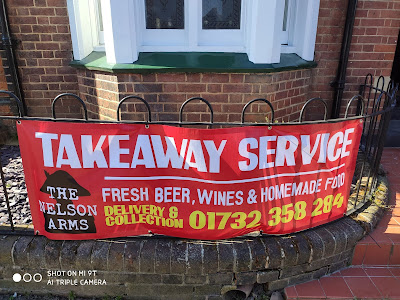 TAKEAWAY SERVICE
THE
NELSON
ARMS
FRESH BEER, WINES & HOMEMADE FOOD
DELIVERY &
COLLECTION
01732 358 284
SHOT ON MI 9T
AI TRIPLE CAMERA